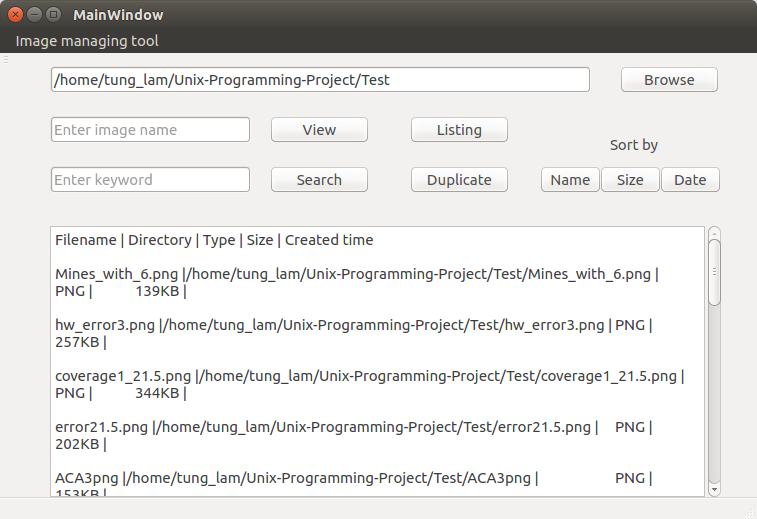 MainWindow
Image managing tool
/home/tung_lam/Unix-Programming-Project/Test
Browse
Enter image name
View
Listing
Sort by
Enter keyword
Search
Duplicate
Name
Size
Date
Filename | Directory | Type | Size | Created time
Mines_with_6.png |/home/tung_lam/Unix-Programming-Project/Test/Mines_with_6.png |
PNG | 139KB |
hw_error3.png |/home/tung_lam/Unix-Programming-Project/Test/hw_error3.png | PNG |
257KB |
coverage1_21.5.png |/home/tung_lam/Unix-Programming-Project/Test/coverage1_21.5.png |
PNG | 344KB |
error21.5.png |/home/tung_lam/Unix-Programming-Project/Test/error21.5.png | PNG |
202KB |
ACA3png |/home/tung_lam/Unix-Programming-Project/Test/ACA3png | PNG |
153KB |